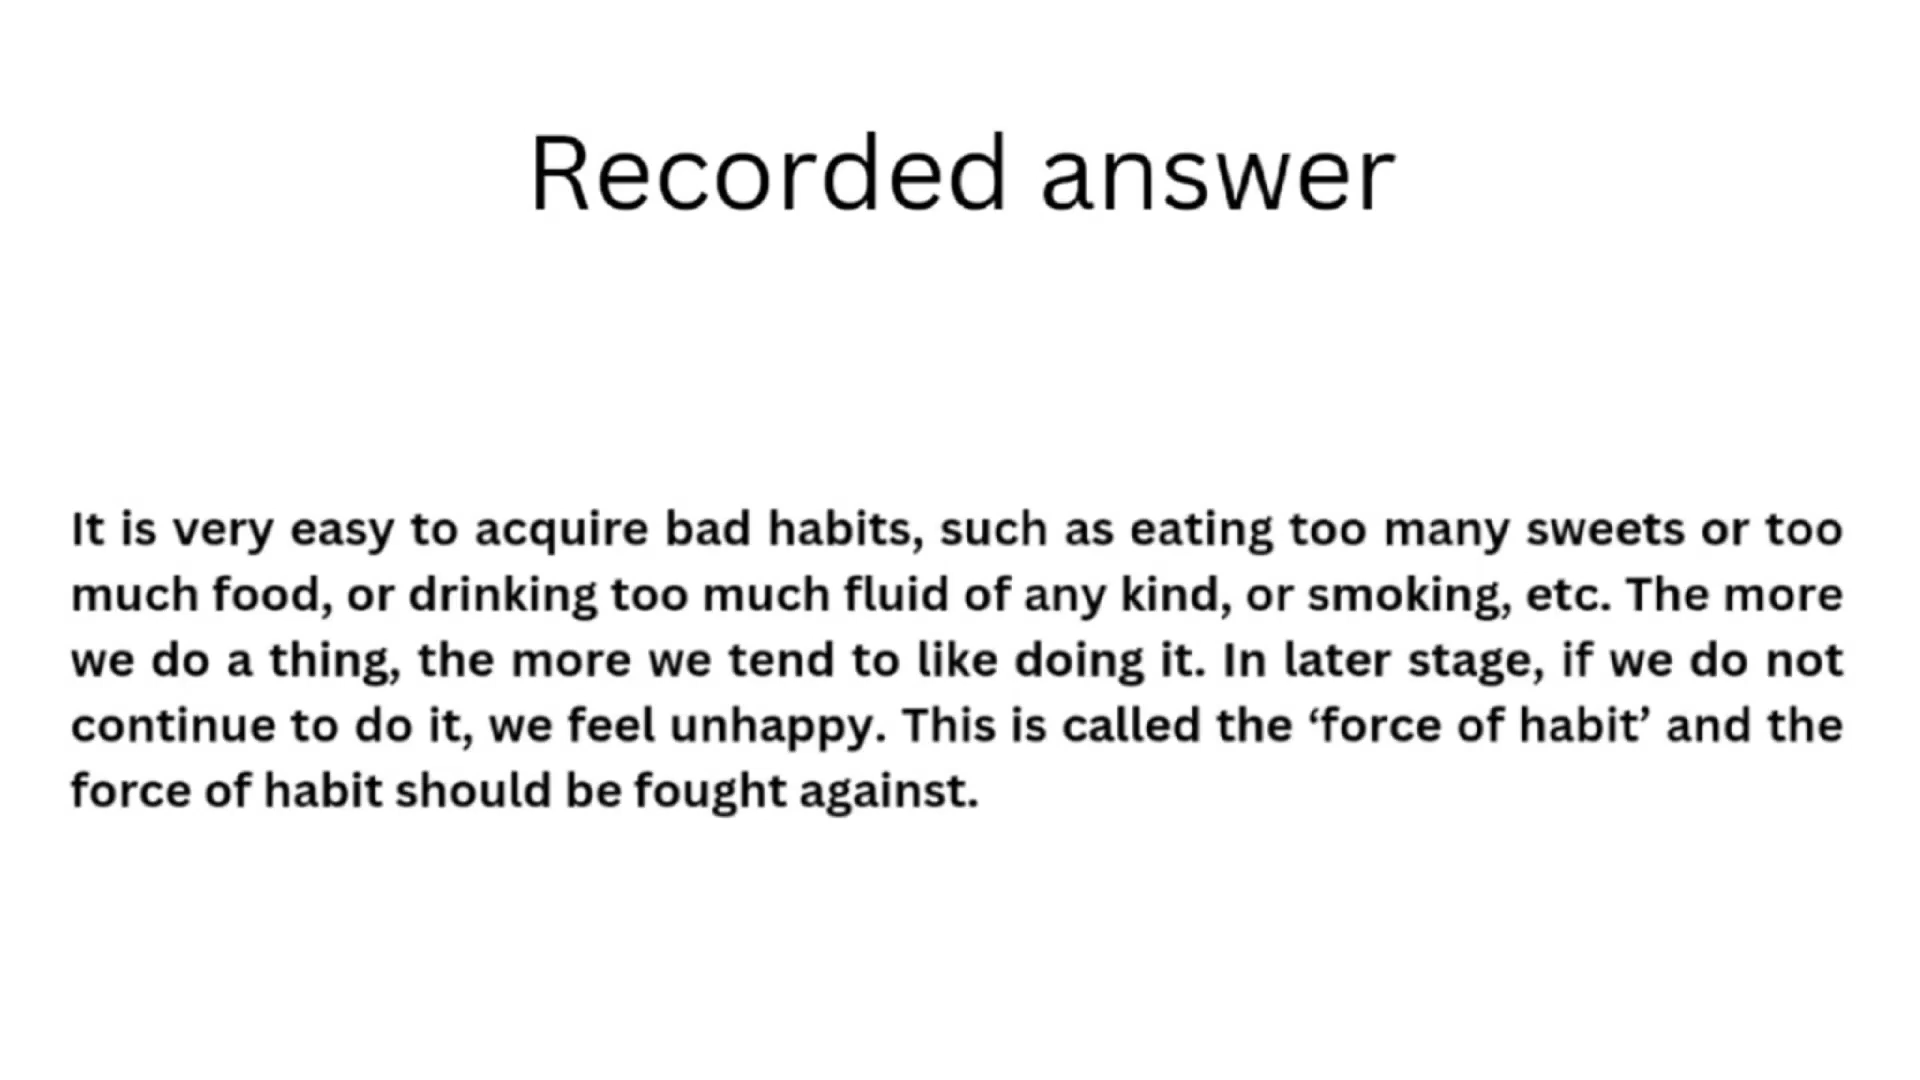 Recorded answer
It is very easy to acquire bad habits, such as eating too many sweets or too
much food, or drinking too much fluid of any kind, or smoking, etc. The more
we do a thing, the more we tend to like doing it. In later stage, if we do not
continue to do it, we feel unhappy. This is called the ‘force of habit’ and the
force of habit should be fought against.